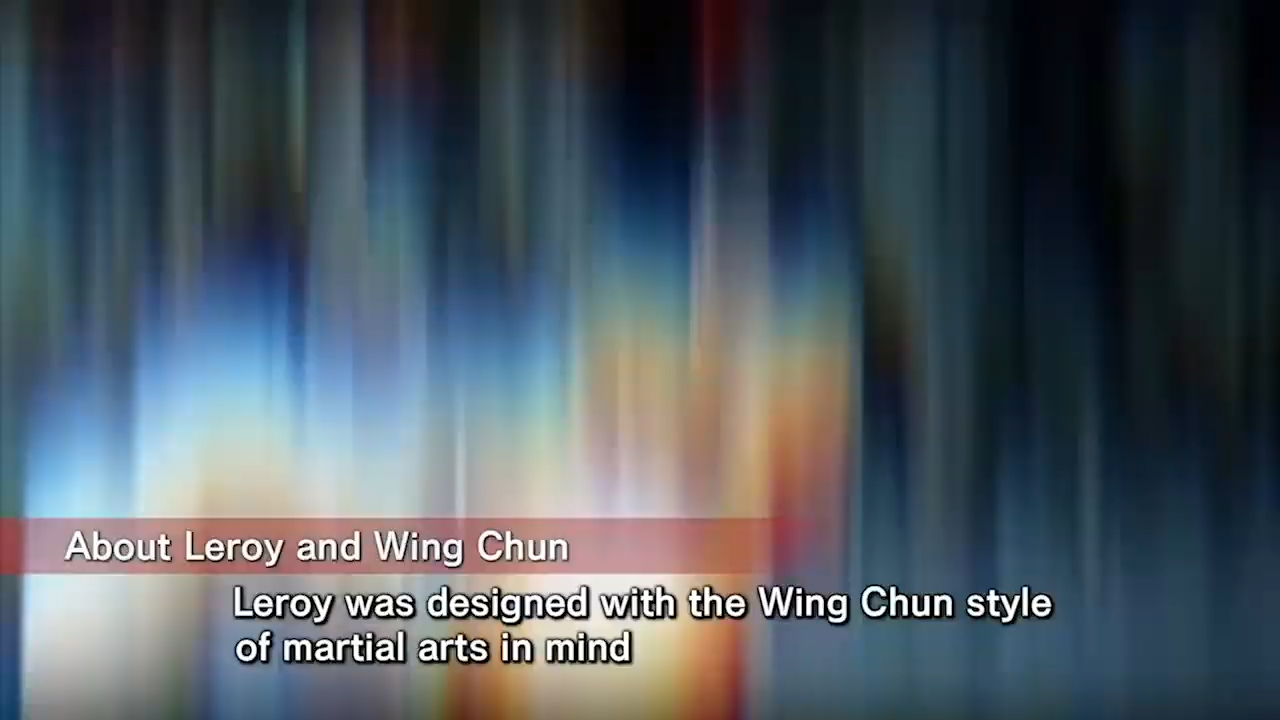 About Leroy and Wing Chun
Leroy was designed with the Wing Chun style
of martial arts in mind